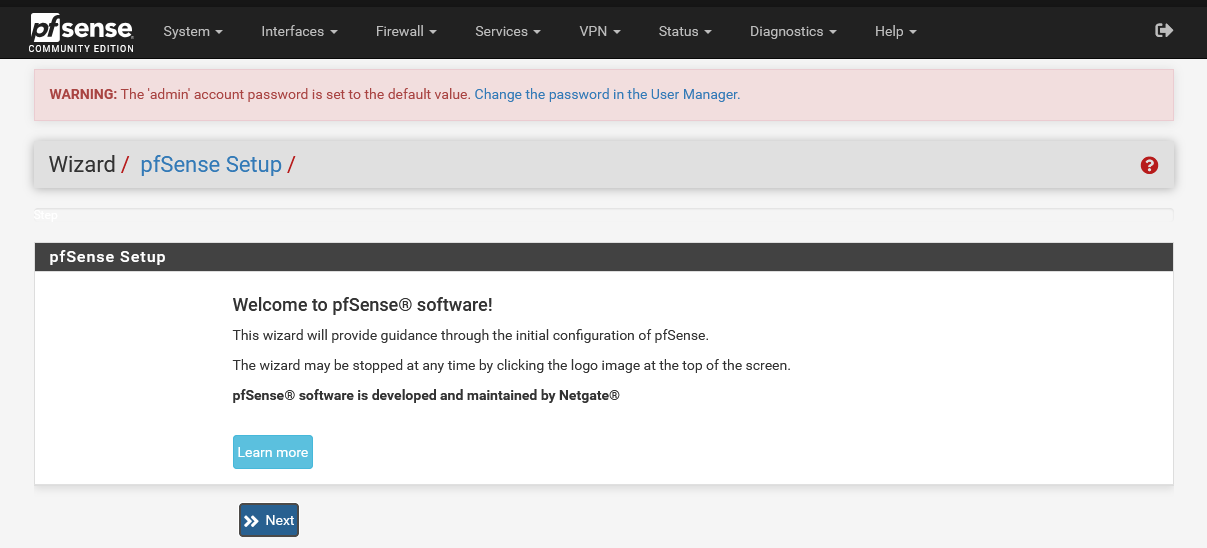 pfsense
COMMUNITY EDITION
System Interfaces Firewall Services VPN Status Diagnostics Help
WARNING: The 'admin' account password is set to the default value. Change the password in the User Manager.
Wizard / pfSense Setup /
Step
pfSense Setup
Welcome to pfSense® software!
This wizard will provide guidance through the initial configuration of pfSense.
The wizard may be stopped at any time by clicking the logo image at the top of the screen.
pfSense® software is developed and maintained by Netgate®
Learn more
Next